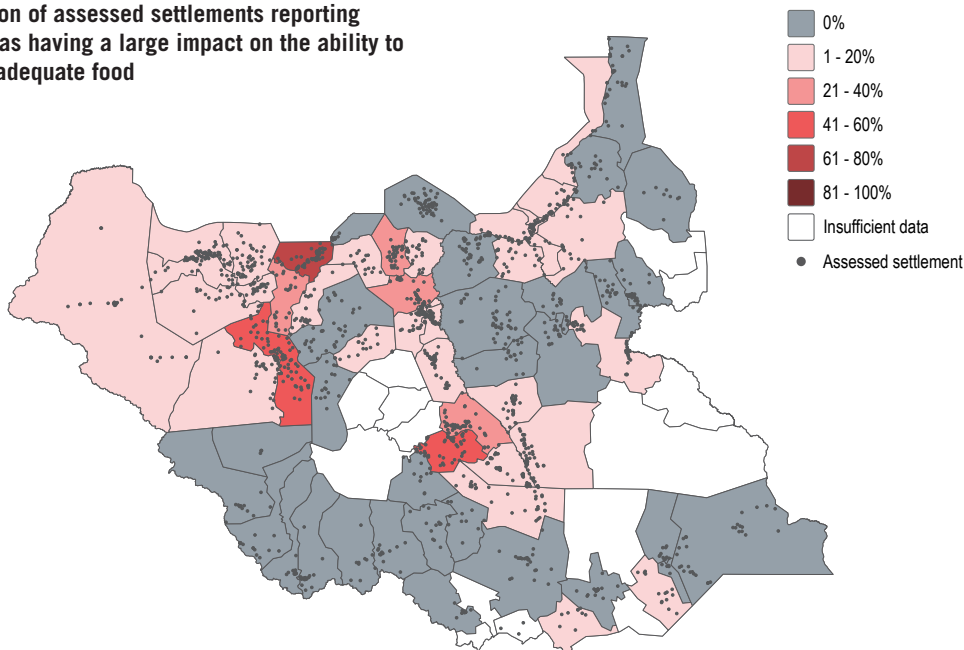 on of assessed settlements reporting
as having a large impact on the ability to
adequate food
0%
1 - 20%
21 - 40%
41 - 60%
61 - 80%
81 - 100%
Insufficient data
Assessed settlement